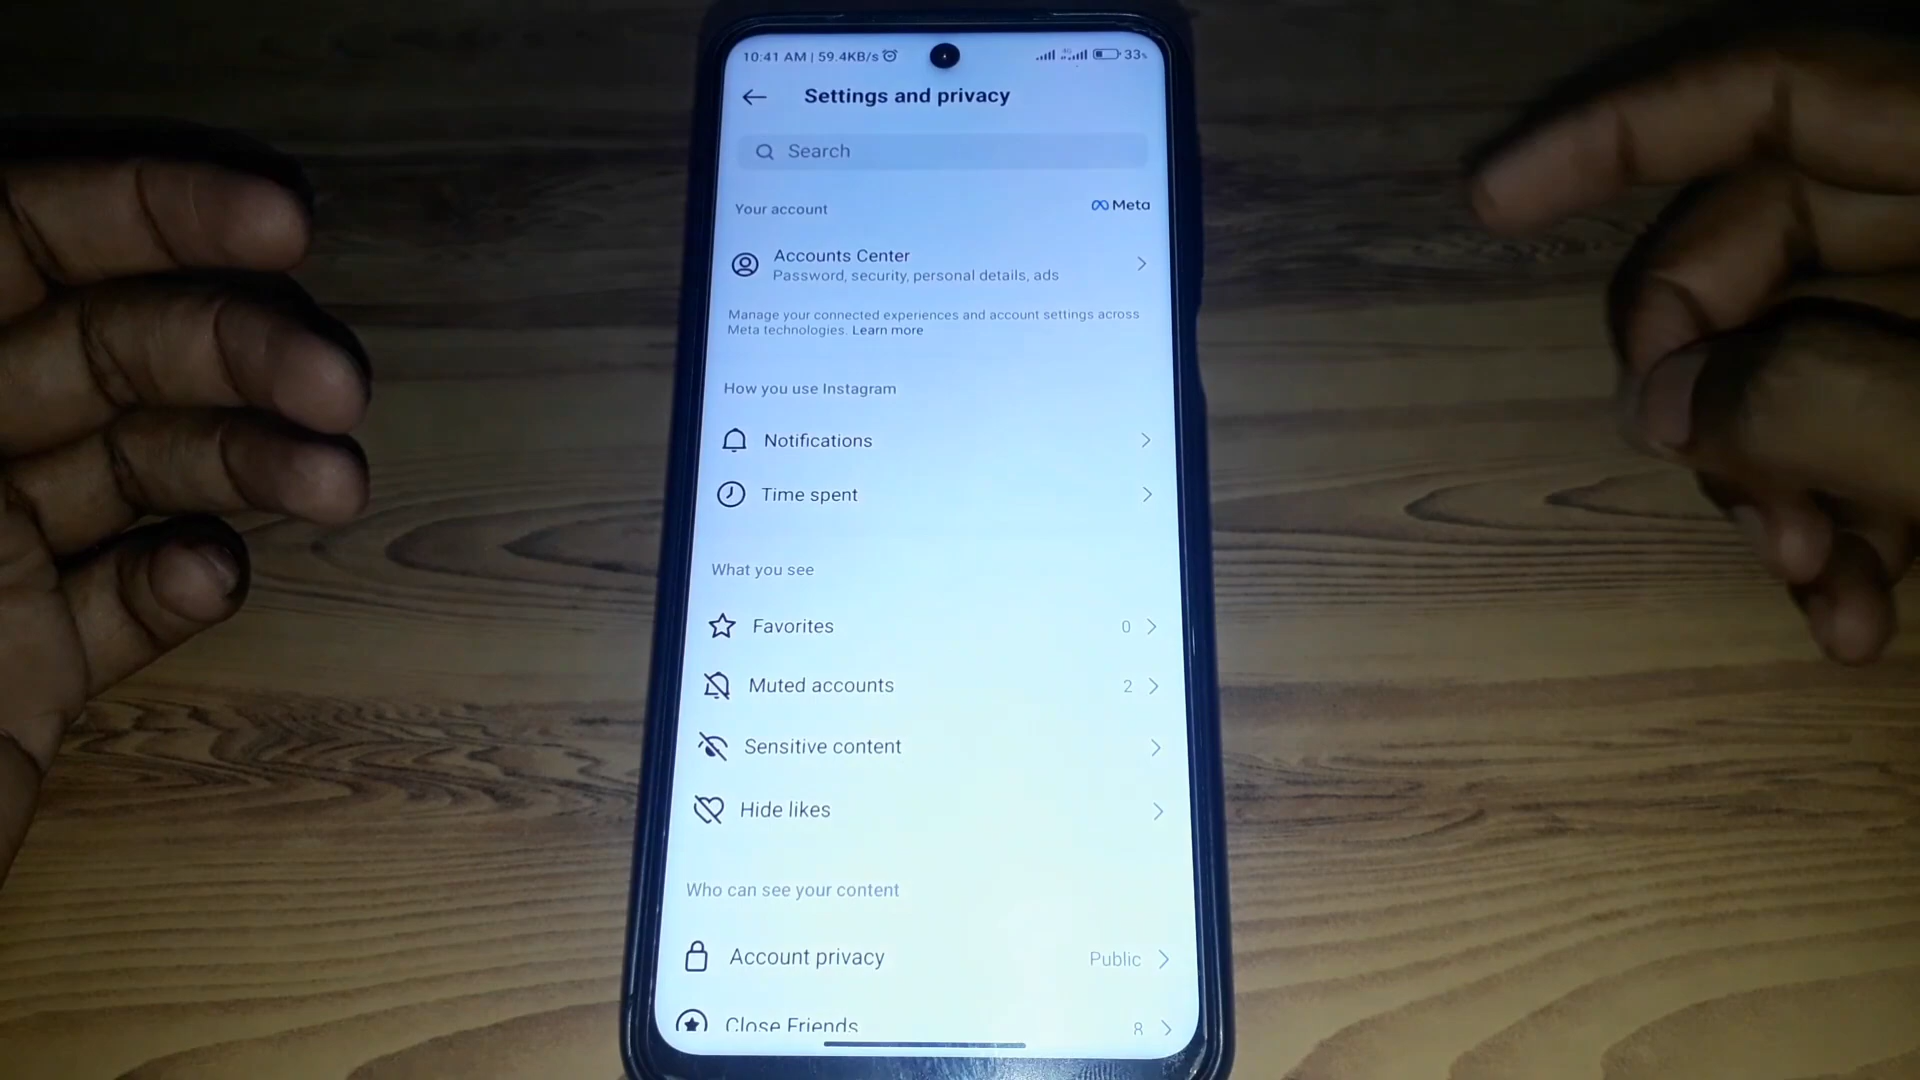 10:41 AM | 59.4KB/s
4G
33%
Settings and privacy
Search
Your account
Meta
Accounts Center
Password, security, personal details, ads
Manage your connected experiences and account settings across
Meta technologies. Learn more
How you use Instagram
Notifications
Time spent
What you see
Favorites 0
Muted accounts 2
Sensitive content
Hide likes
Who can see your content
Account privacy Public
Close Friends 8